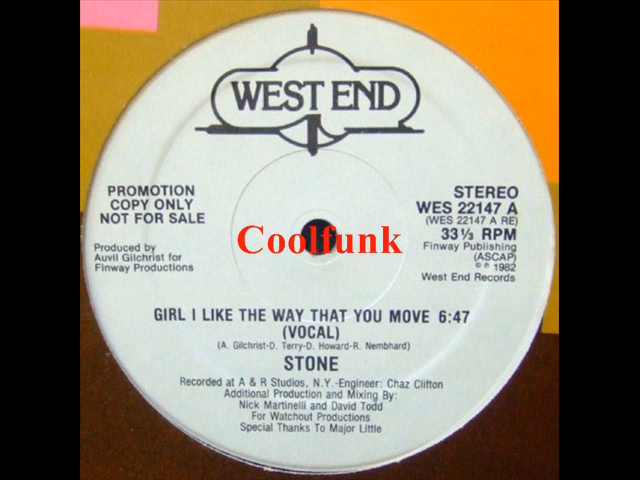 WEST END
PROMOTION
COPY ONLY
NOT FOR SALE
Produced by
Auvil Gilchrist for
Finway Productions
STEREO
WES 22147 A
(WES 22147 A RE)
33⅓ RPM
Finway Publishing
(ASCAP)
© ℗ 1982
West End Records
Coolfunk
GIRL I LIKE THE WAY THAT YOU MOVE 6:47
(VOCAL)
(A. Gilchrist-D. Terry-D. Howard-R. Nembhard)
STONE
Recorded at A & R Studios, N.Y.-Engineer: Chaz Clifton
Additional Production and Mixing By:
Nick Martinelli and David Todd
For Watchout Productions
Special Thanks To Major Little